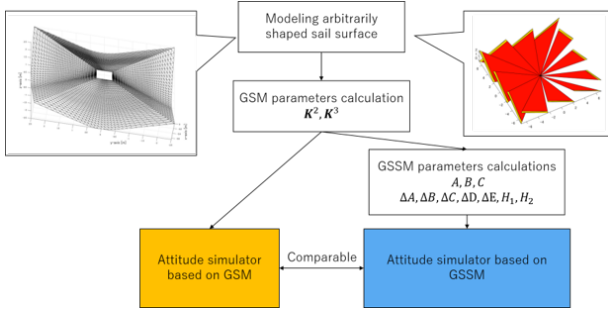 Modeling arbitrarily
shaped sail surface
GSM parameters calculation
K², K³
GSSM parameters calculations
A, B, C
ΔA, ΔB, ΔC, ΔD, ΔE, H₁, H₂
Attitude simulator
based on GSM
Comparable
Attitude simulator based on
GSSM